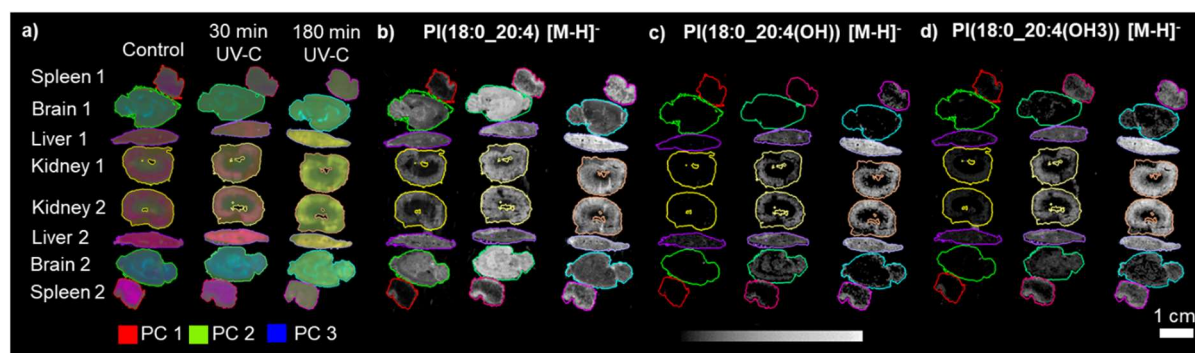 a)
Control
30 min
UV-C
180 min
UV-C
Spleen 1
Brain 1
Liver 1
Kidney 1
Kidney 2
Liver 2
Brain 2
Spleen 2
PC 1 PC 2 PC 3
b) PI(18:0_20:4) [M-H]-
c) PI(18:0_20:4(OH)) [M-H]-
d) PI(18:0_20:4(OH3)) [M-H]-
1 cm